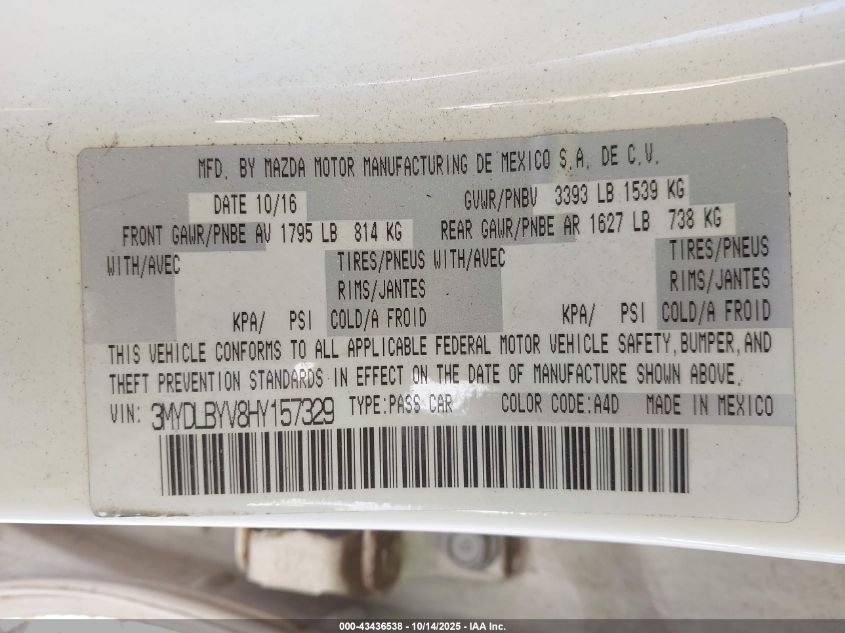 MFD. BY MAZDA MOTOR MANUFACTURING DE MEXICO S.A. DE C.V.
DATE 10/16 GVWR/PNBV 3393 LB 1539 KG
FRONT GAWR/PNBE AV 1795 LB 814 KG REAR GAWR/PNBE AR 1627 LB 738 KG
WITH/AVEC TIRES/PNEUS WITH/AVEC TIRES/PNEUS
RIMS/JANTES RIMS/JANTES
KPA/ PSI COLD/A FROID KPA/ PSI COLD/A FROID
THIS VEHICLE CONFORMS TO ALL APPLICABLE FEDERAL MOTOR VEHICLE SAFETY, BUMPER, AND
THEFT PREVENTION STANDARDS IN EFFECT ON THE DATE OF MANUFACTURE SHOWN ABOVE.
VIN: 3MYDLBYV8HY157329 TYPE:PASS CAR COLOR CODE:A4D MADE IN MEXICO
000-43436538 - 10/14/2025 - IAA Inc.